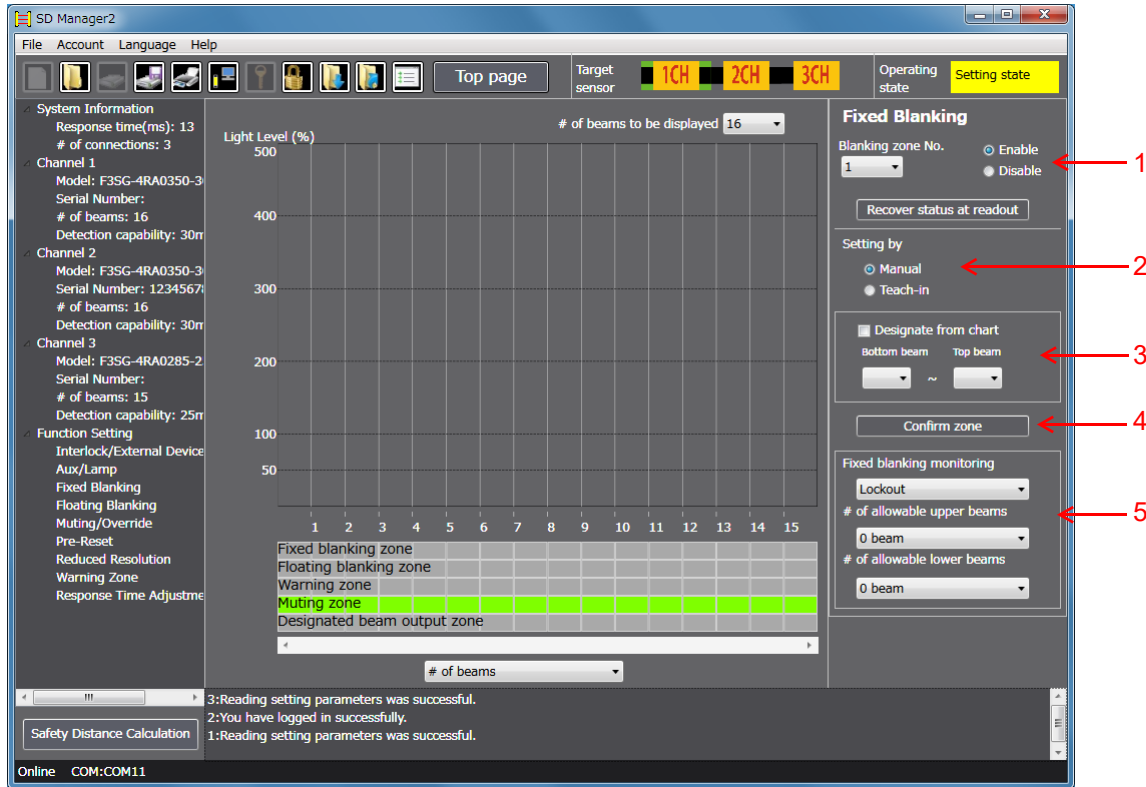 SD Manager2
File Account Language Help
Top page
Target sensor
1CH 2CH 3CH
Operating state
Setting state
System Information
Response time(ms): 13
# of connections: 3
Channel 1
Model: F3SG-4RA0350-3
Serial Number:
# of beams: 16
Detection capability: 30m
Channel 2
Model: F3SG-4RA0350-3
Serial Number: 12345678
# of beams: 16
Detection capability: 30m
Channel 3
Model: F3SG-4RA0285-2
Serial Number:
# of beams: 15
Detection capability: 25m
Function Setting
Interlock/External Device
Aux/Lamp
Fixed Blanking
Floating Blanking
Muting/Override
Pre-Reset
Reduced Resolution
Warning Zone
Response Time Adjustme
Safety Distance Calculation
# of beams to be displayed 16
Light Level (%)
500
400
300
200
100
50
1 2 3 4 5 6 7 8 9 10 11 12 13 14 15
Fixed blanking zone
Floating blanking zone
Warning zone
Muting zone
Designated beam output zone
# of beams
Fixed Blanking
Blanking zone No.
1
Enable
Disable
1
Recover status at readout
Setting by
Manual
2
Teach-in
Designate from chart
Bottom beam Top beam
3
~
Confirm zone
4
Fixed blanking monitoring
Lockout
# of allowable upper beams
5
0 beam
# of allowable lower beams
0 beam
3:Reading setting parameters was successful.
2:You have logged in successfully.
1:Reading setting parameters was successful.
Online COM:COM11